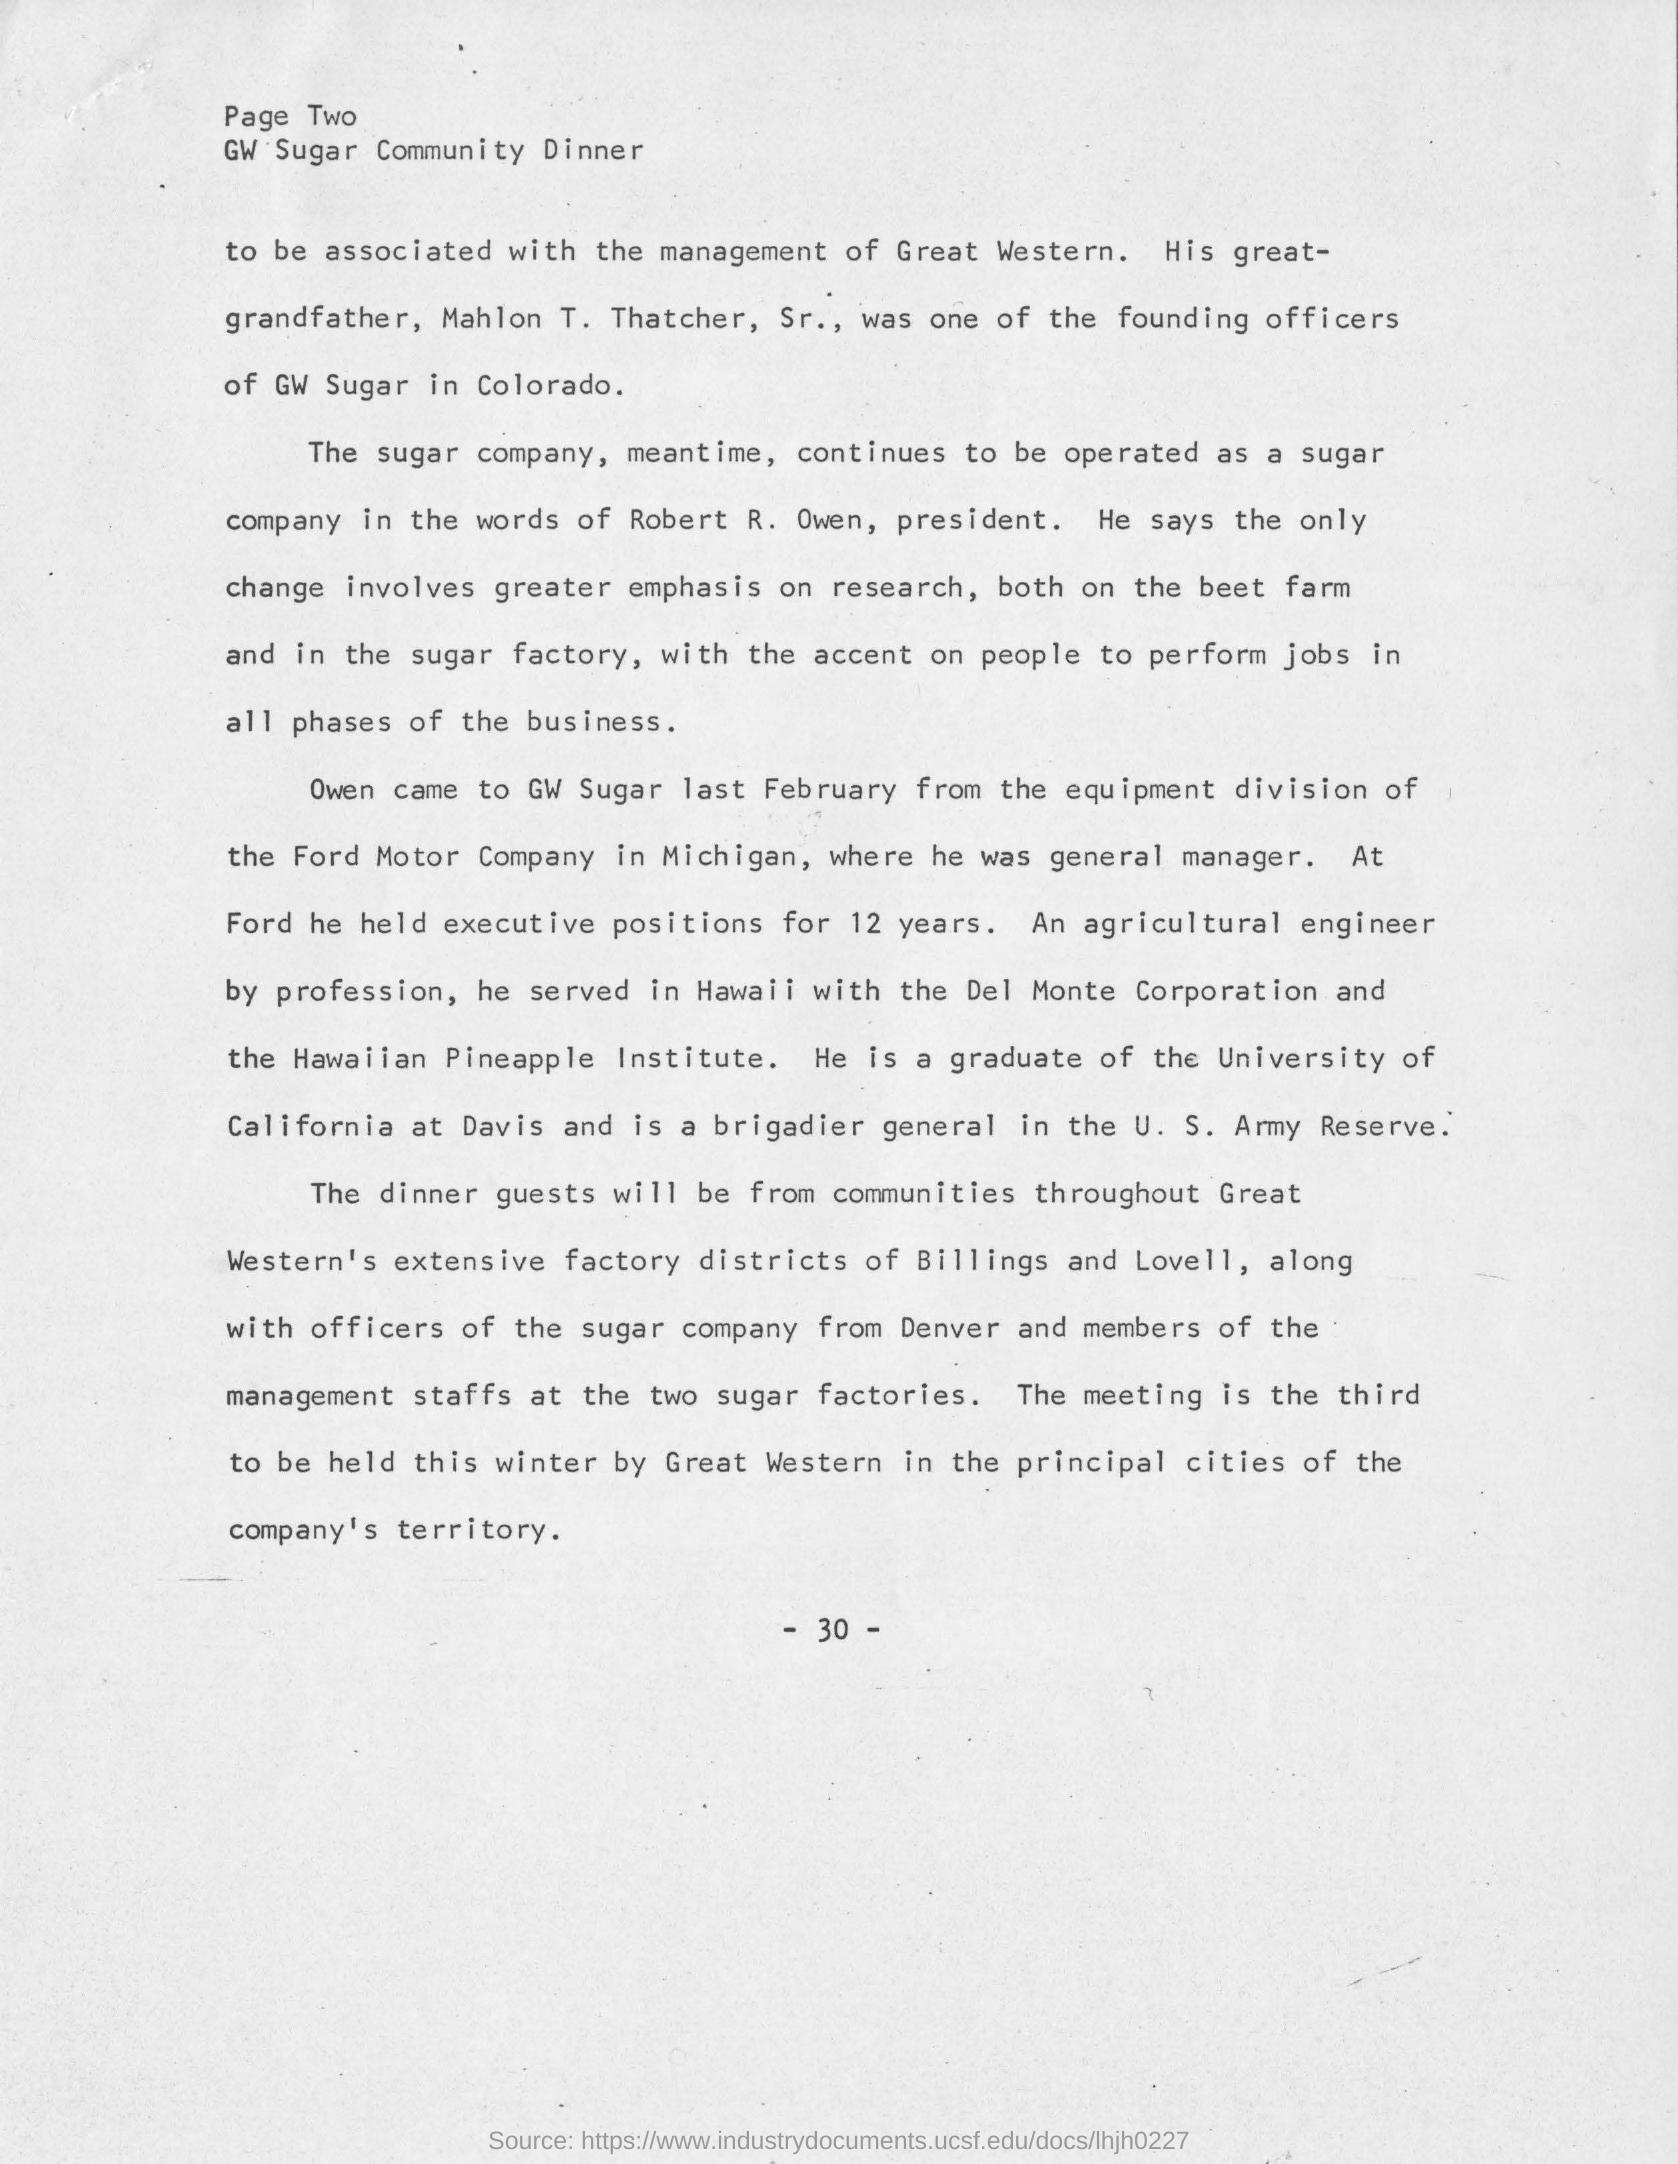 Page Two
GW Sugar Community Dinner
to be associated with the management of Great Western. His great-
grandfather, Mahlon T. Thatcher, Sr., was one of the founding officers
of GW Sugar in Colorado.
The sugar company, meantime, continues to be operated as a sugar
company in the words of Robert R. Owen, president. He says the only
change involves greater emphasis on research, both on the beet farm
and in the sugar factory, with the accent on people to perform jobs in
all phases of the business.
Owen came to GW Sugar last February from the equipment division of
the Ford Motor Company in Michigan, where he was general manager. At
Ford he held executive positions for 12 years. An agricultural engineer
by profession, he served in Hawaii with the Del Monte Corporation and
the Hawaiian Pineapple Institute. He is a graduate of the University of
California at Davis and is a brigadier general in the U. S. Army Reserve.
The dinner guests will be from communities throughout Great
Western's extensive factory districts of Billings and Lovell, along
with officers of the sugar company from Denver and members of the
management staffs at the two sugar factories. The meeting is the third
to be held this winter by Great Western in the principal cities of the
company's territory.
- 30 -
Source: https://www.industrydocuments.ucsf.edu/docs/lhjh0227